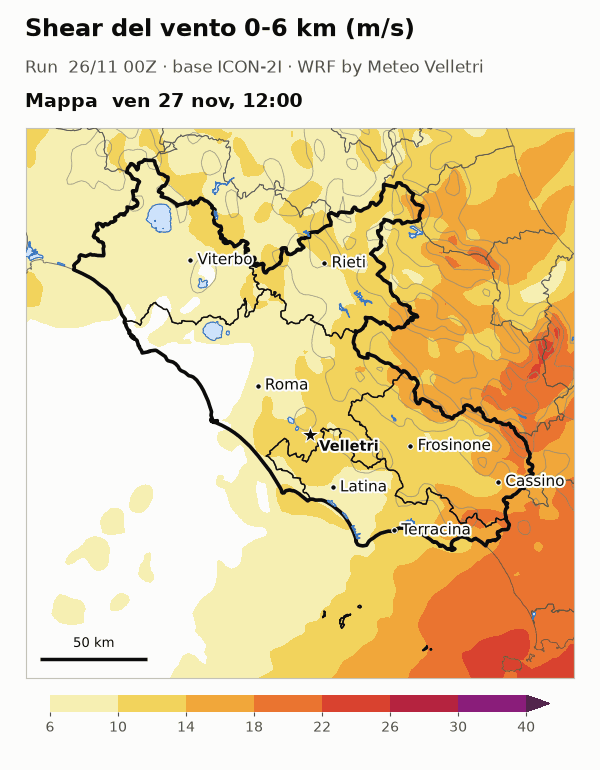 Shear del vento 0-6 km (m/s)
Run  26/11 00Z · base ICON-2I · WRF by Meteo Velletri
Mappa  ven 27 nov, 12:00
Viterbo
Rieti
Roma
Velletri
Frosinone
Cassino
Latina
Terracina
50 km
6 10 14 18 22 26 30 40